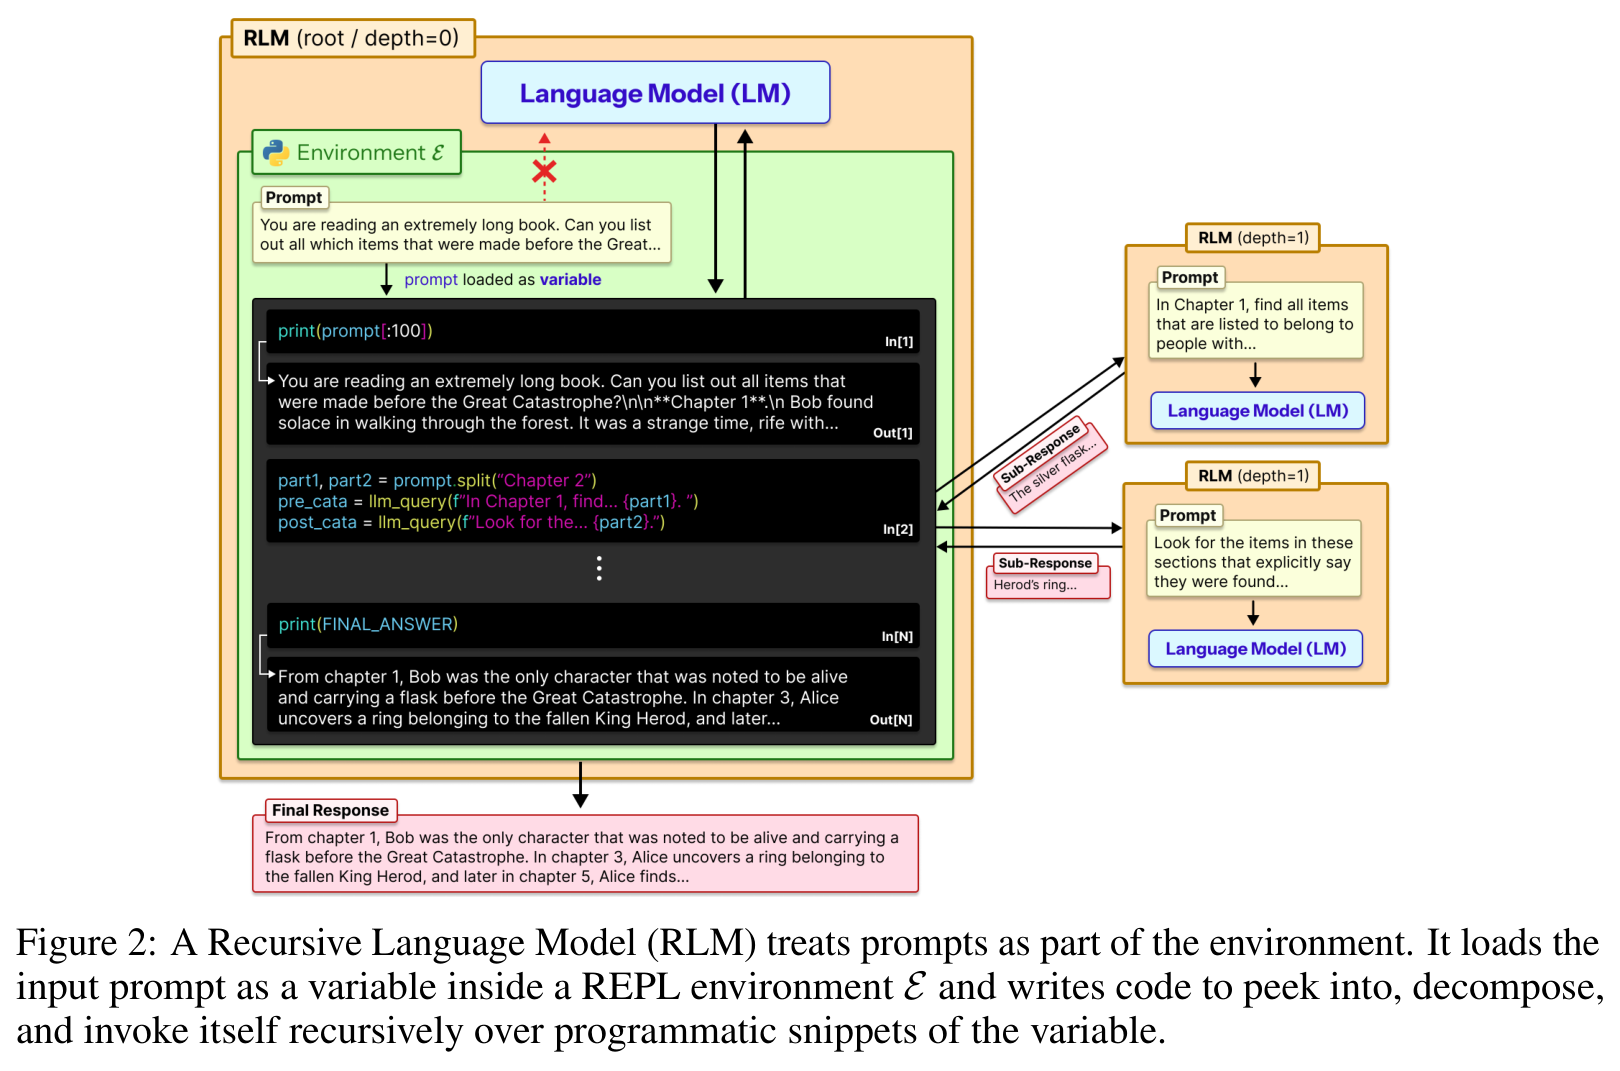 RLM (root / depth=0)
Language Model (LM)
Environment ℰ
Prompt
You are reading an extremely long book. Can you list
out all which items that were made before the Great...
prompt loaded as variable
print(prompt[:100])
In[1]
You are reading an extremely long book. Can you list out all items that
were made before the Great Catastrophe?\n\n**Chapter 1**.\n Bob found
solace in walking through the forest. It was a strange time, rife with...
Out[1]
part1, part2 = prompt.split(“Chapter 2”)
pre_cata = llm_query(f”In Chapter 1, find... {part1}. ”)
post_cata = llm_query(f”Look for the... {part2}.”)
In[2]
print(FINAL_ANSWER)
In[N]
From chapter 1, Bob was the only character that was noted to be alive
and carrying a flask before the Great Catastrophe. In chapter 3, Alice
uncovers a ring belonging to the fallen King Herod, and later...
Out[N]
RLM (depth=1)
Prompt
In Chapter 1, find all items
that are listed to belong to
people with...
Language Model (LM)
Sub-Response
The silver flask...
RLM (depth=1)
Prompt
Look for the items in these
sections that explicitly say
they were found...
Language Model (LM)
Sub-Response
Herod’s ring...
Final Response
From chapter 1, Bob was the only character that was noted to be alive and carrying a
flask before the Great Catastrophe. In chapter 3, Alice uncovers a ring belonging to
the fallen King Herod, and later in chapter 5, Alice finds...
Figure 2: A Recursive Language Model (RLM) treats prompts as part of the environment. It loads the
input prompt as a variable inside a REPL environment ℰ and writes code to peek into, decompose,
and invoke itself recursively over programmatic snippets of the variable.